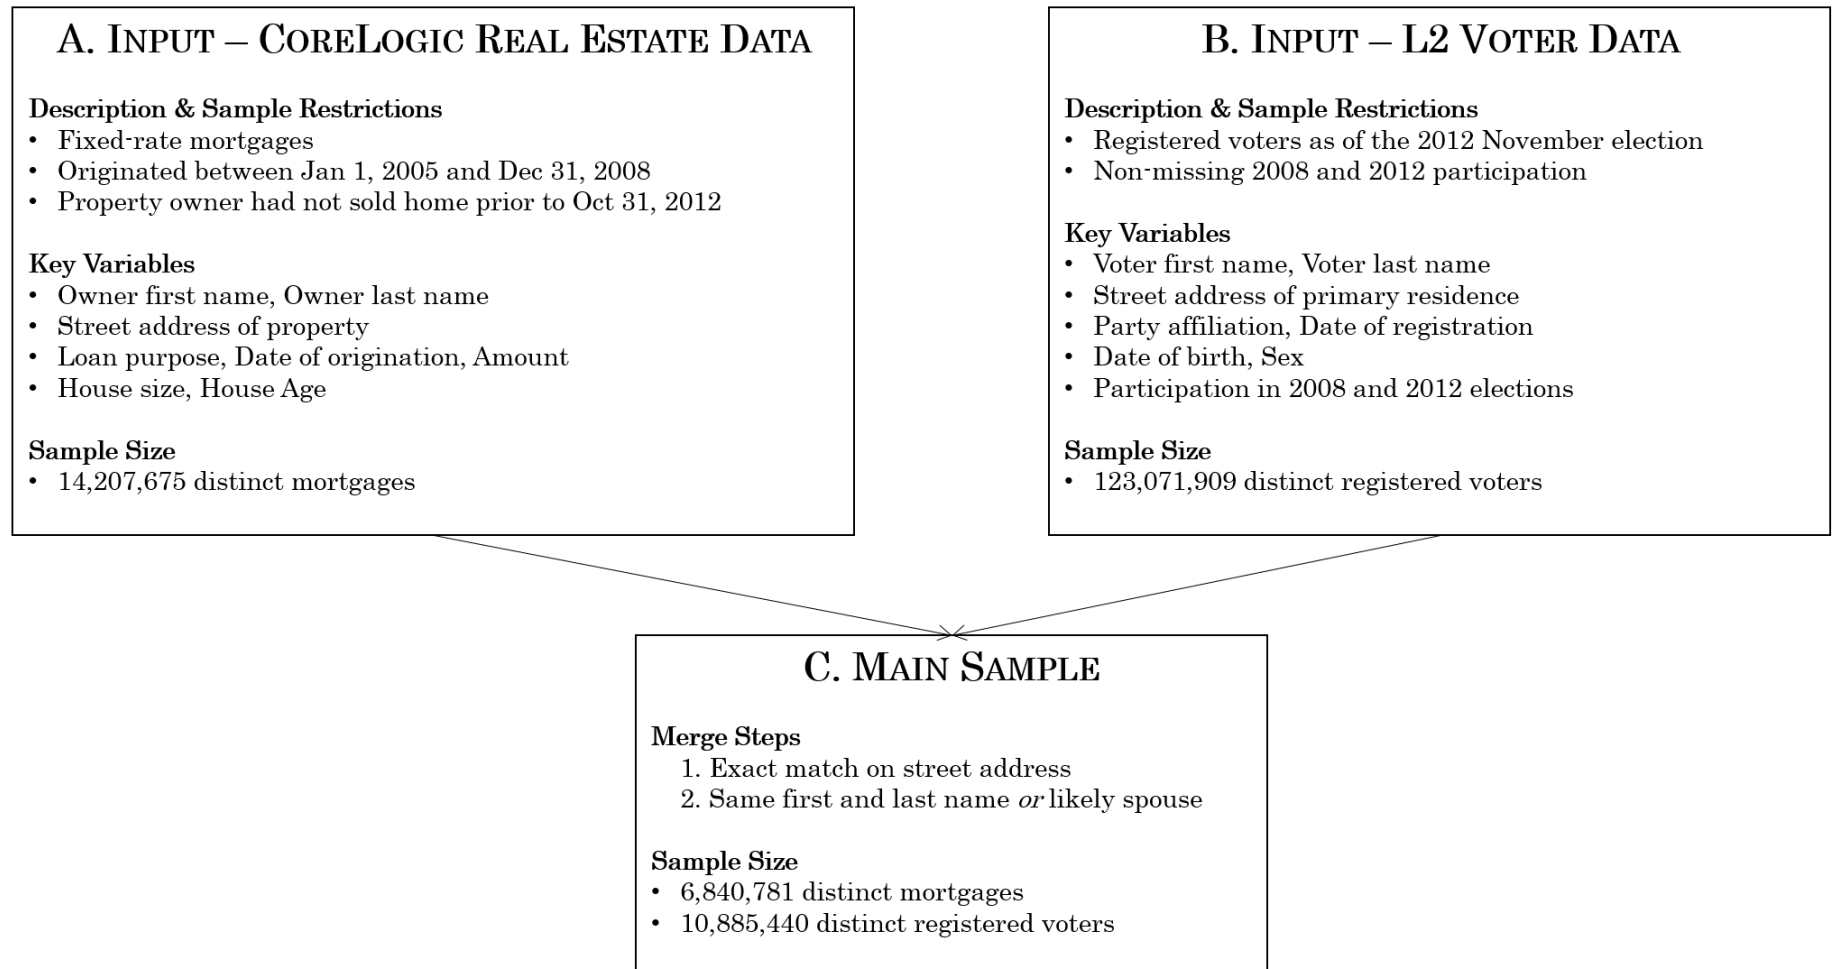 A. Input – CoreLogic Real Estate Data
Description & Sample Restrictions
• Fixed-rate mortgages
• Originated between Jan 1, 2005 and Dec 31, 2008
• Property owner had not sold home prior to Oct 31, 2012
Key Variables
• Owner first name, Owner last name
• Street address of property
• Loan purpose, Date of origination, Amount
• House size, House Age
Sample Size
• 14,207,675 distinct mortgages
B. Input – L2 Voter Data
Description & Sample Restrictions
• Registered voters as of the 2012 November election
• Non-missing 2008 and 2012 participation
Key Variables
• Voter first name, Voter last name
• Street address of primary residence
• Party affiliation, Date of registration
• Date of birth, Sex
• Participation in 2008 and 2012 elections
Sample Size
• 123,071,909 distinct registered voters
C. Main Sample
Merge Steps
1. Exact match on street address
2. Same first and last name or likely spouse
Sample Size
• 6,840,781 distinct mortgages
• 10,885,440 distinct registered voters